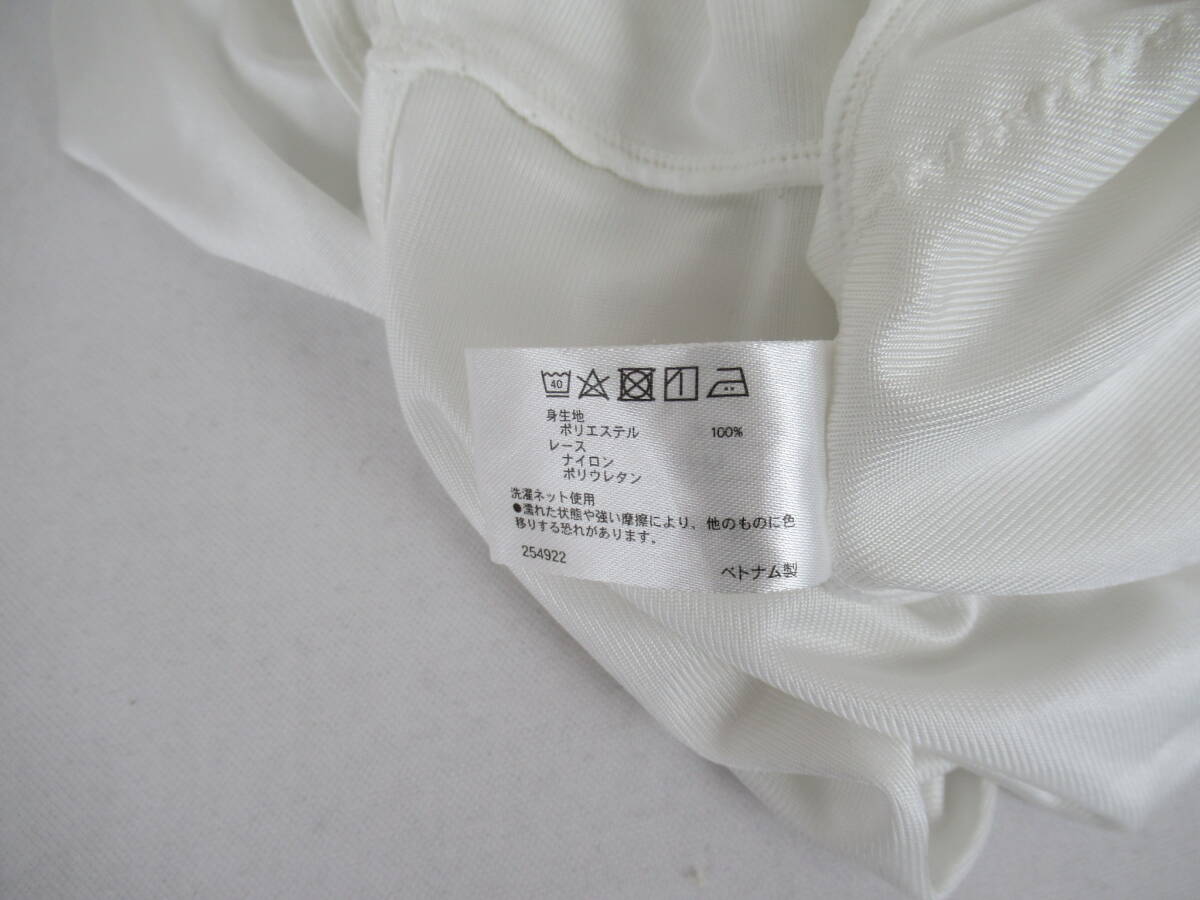 40
身生地
ポリエステル 100%
レース
ナイロン
ポリウレタン
洗濯ネット使用
●濡れた状態や強い摩擦により、他のものに色
移りする恐れがあります。
254922
ベトナム製